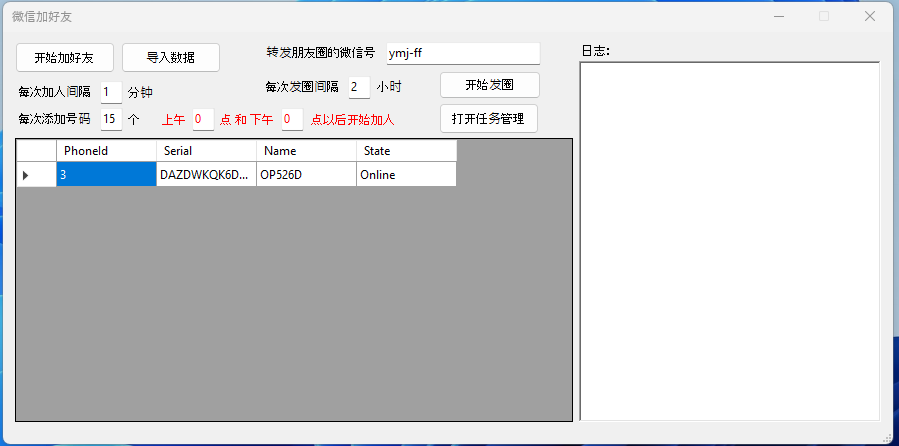 微信加好友
开始加好友 导入数据 转发朋友圈的微信号 ymj-ff 日志:
每次加人间隔 1 分钟 每次发圈间隔 2 小时 开始发圈
每次添加号码 15 个 上午 0 点 和 下午 0 点以后开始加人 打开任务管理
PhoneId Serial Name State
3 DAZDWKQK6D... OP526D Online